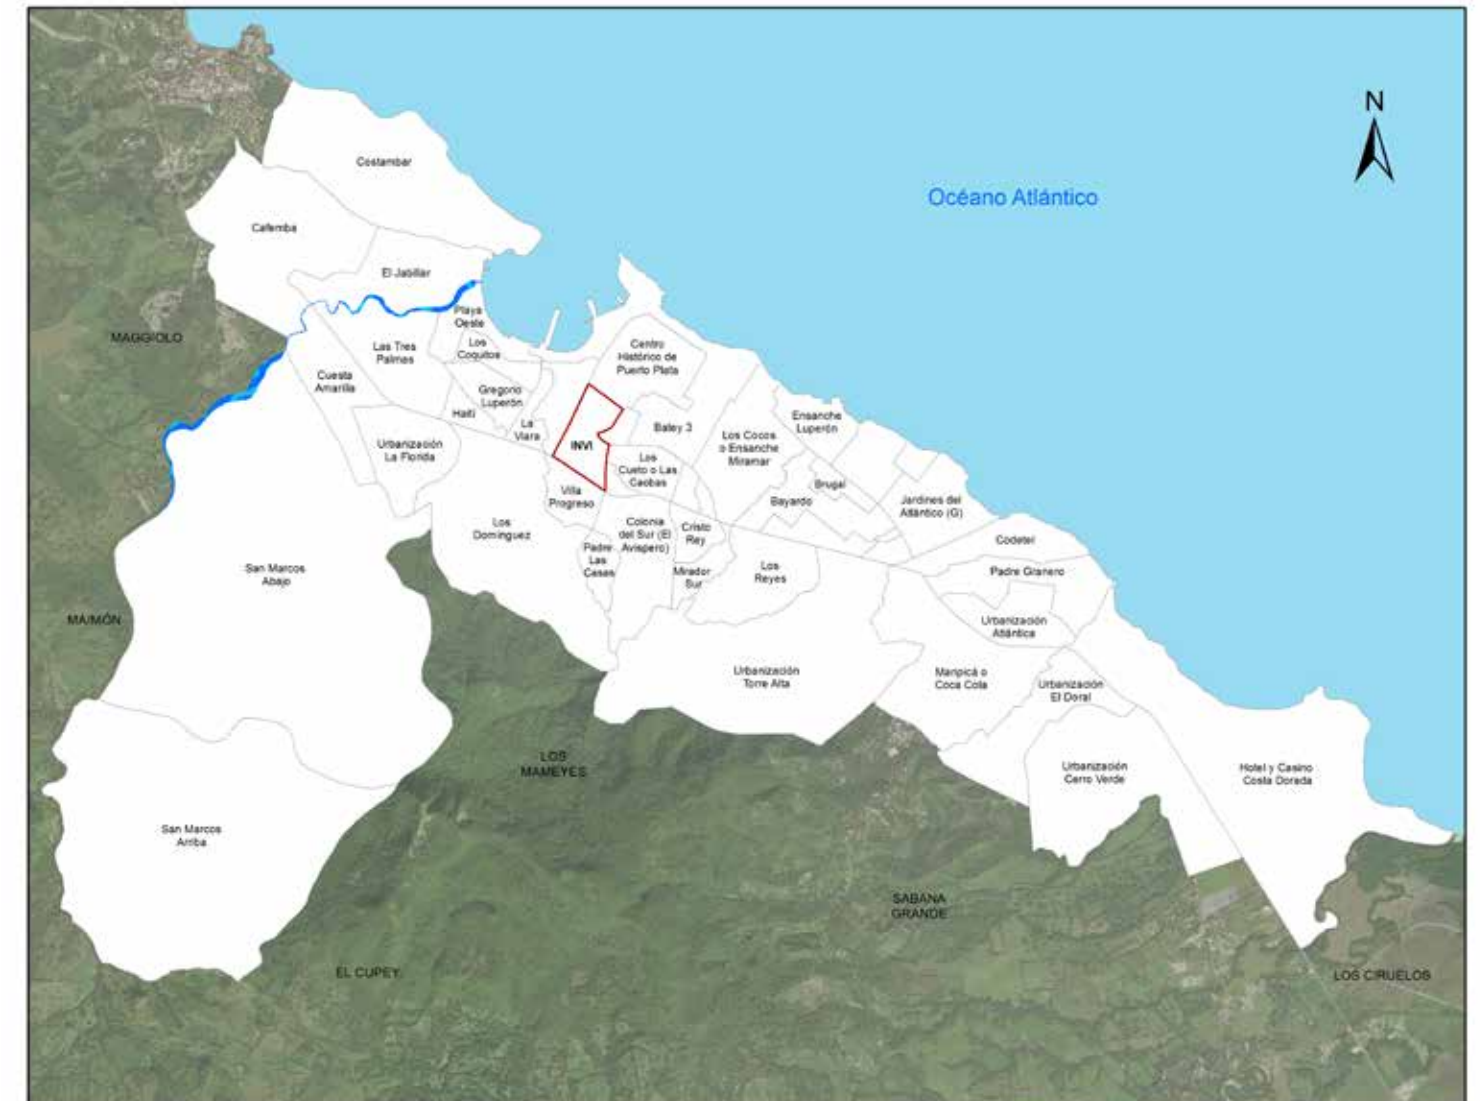 N
Océano Atlántico
Costambar
Cafemba
El Jabillar
MAGGIOLO
Playa
Oeste
Los
Coquitos
Las Tres
Palmas
Centro
Histórico de
Puerto Plata
Cuesta
Amarilla
Gregorio
Luperón
Haití
La
Viara
INVI
Baley 3
Ensanche
Luperón
Los Cocos
o Ensanche
Miramar
Urbanización
La Florida
Los
Cueto o Las
Caobas
Brugal
Bayardo
Jardines del
Atlántico (G)
Villa
Progreso
Los
Domínguez
Colonia
del Sur (El
Avispero)
Cristo
Rey
Codetel
Padre
Las
Casas
Mirador
Sur
Los
Reyes
Padre Granero
San Marcos
Abajo
MAIMÓN
Urbanización
Atlántica
Urbanización
Torre Alta
Maripicá o
Coca Cola
Urbanización
El Doral
LOS
MAMEYES
Urbanización
Cerro Verde
Hotel y Casino
Costa Dorada
San Marcos
Arriba
SABANA
GRANDE
EL CUPEY
LOS CIRUELOS